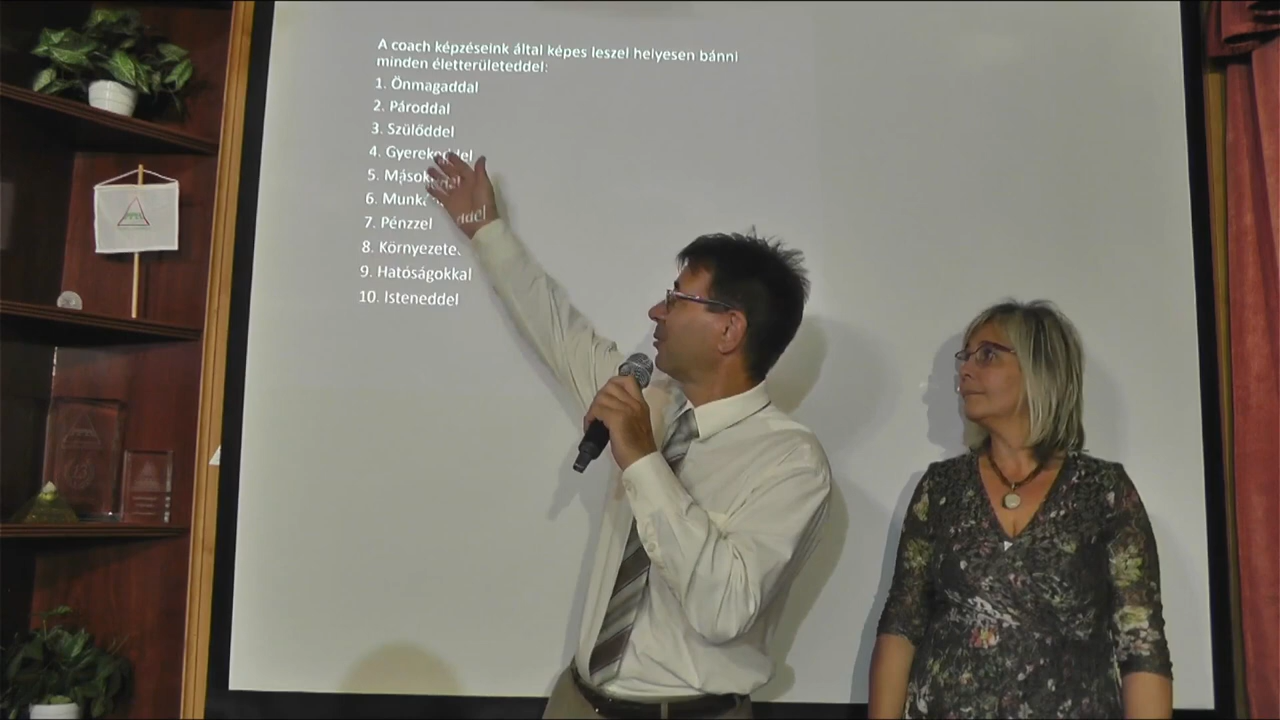 A coach képzéseink által képes leszel helyesen bánni
minden életterületeddel:
1. Önmagaddal
2. Pároddal
3. Szülőddel
4. Gyerekeddel
5.
6.
7. Pénzzel
8.
9. Hatóságokkal
10. Isteneddel